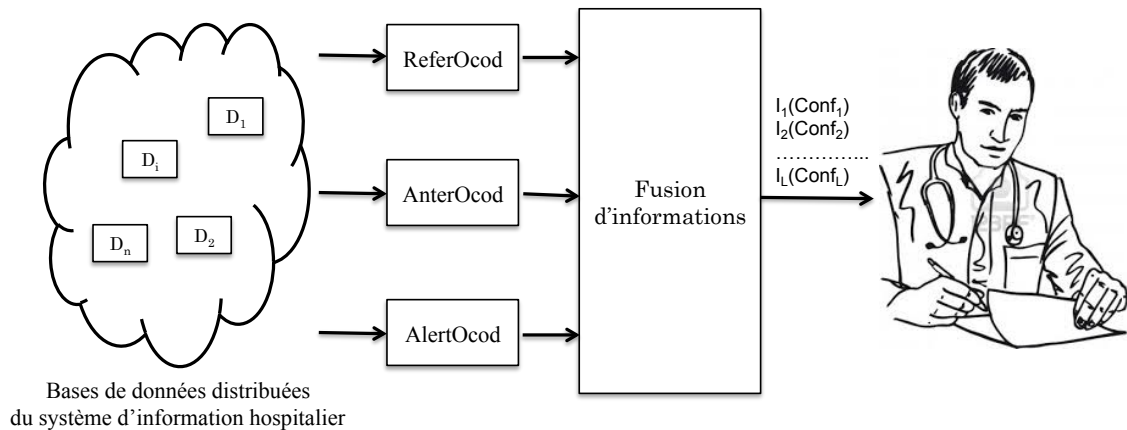 D1
Di
Dn
D2
Bases de données distribuées
du système d'information hospitalier
ReferOcod
AnterOcod
AlertOcod
Fusion
d'informations
I1(Conf1)
I2(Conf2)
…………...
IL(ConfL)
123RF